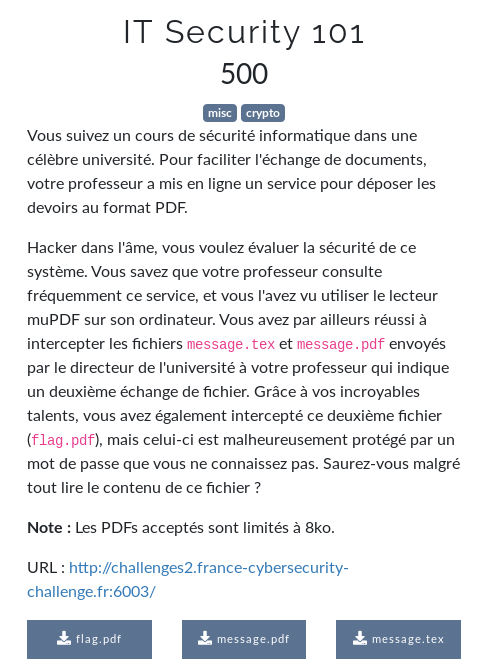 IT Security 101
500
misc crypto
Vous suivez un cours de sécurité informatique dans une
célèbre université. Pour faciliter l'échange de documents,
votre professeur a mis en ligne un service pour déposer les
devoirs au format PDF.
Hacker dans l'âme, vous voulez évaluer la sécurité de ce
système. Vous savez que votre professeur consulte
fréquemment ce service, et vous l'avez vu utiliser le lecteur
muPDF sur son ordinateur. Vous avez par ailleurs réussi à
intercepter les fichiers message.tex et message.pdf envoyés
par le directeur de l'université à votre professeur qui indique
un deuxième échange de fichier. Grâce à vos incroyables
talents, vous avez également intercepté ce deuxième fichier
(flag.pdf), mais celui-ci est malheureusement protégé par un
mot de passe que vous ne connaissez pas. Saurez-vous malgré
tout lire le contenu de ce fichier ?
Note : Les PDFs acceptés sont limités à 8ko.
URL : http://challenges2.france-cybersecurity-
challenge.fr:6003/
flag.pdf message.pdf message.tex